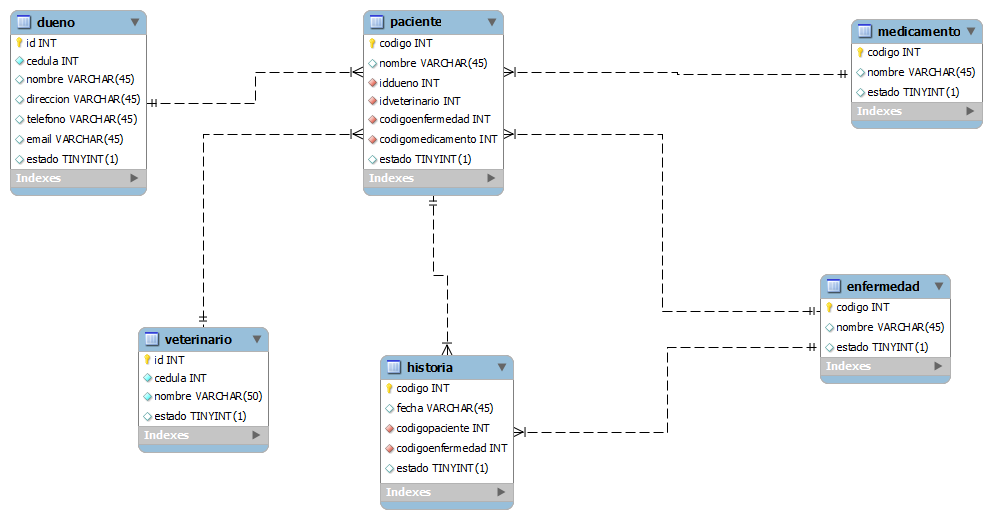 dueno
id INT
cedula INT
nombre VARCHAR(45)
direccion VARCHAR(45)
telefono VARCHAR(45)
email VARCHAR(45)
estado TINYINT(1)
Indexes
paciente
codigo INT
nombre VARCHAR(45)
iddueno INT
idveterinario INT
codigoenfermedad INT
codigomedicamento INT
estado TINYINT(1)
Indexes
medicamento
codigo INT
nombre VARCHAR(45)
estado TINYINT(1)
Indexes
veterinario
id INT
cedula INT
nombre VARCHAR(50)
estado TINYINT(1)
Indexes
historia
codigo INT
fecha VARCHAR(45)
codigopaciente INT
codigoenfermedad INT
estado TINYINT(1)
Indexes
enfermedad
codigo INT
nombre VARCHAR(45)
estado TINYINT(1)
Indexes